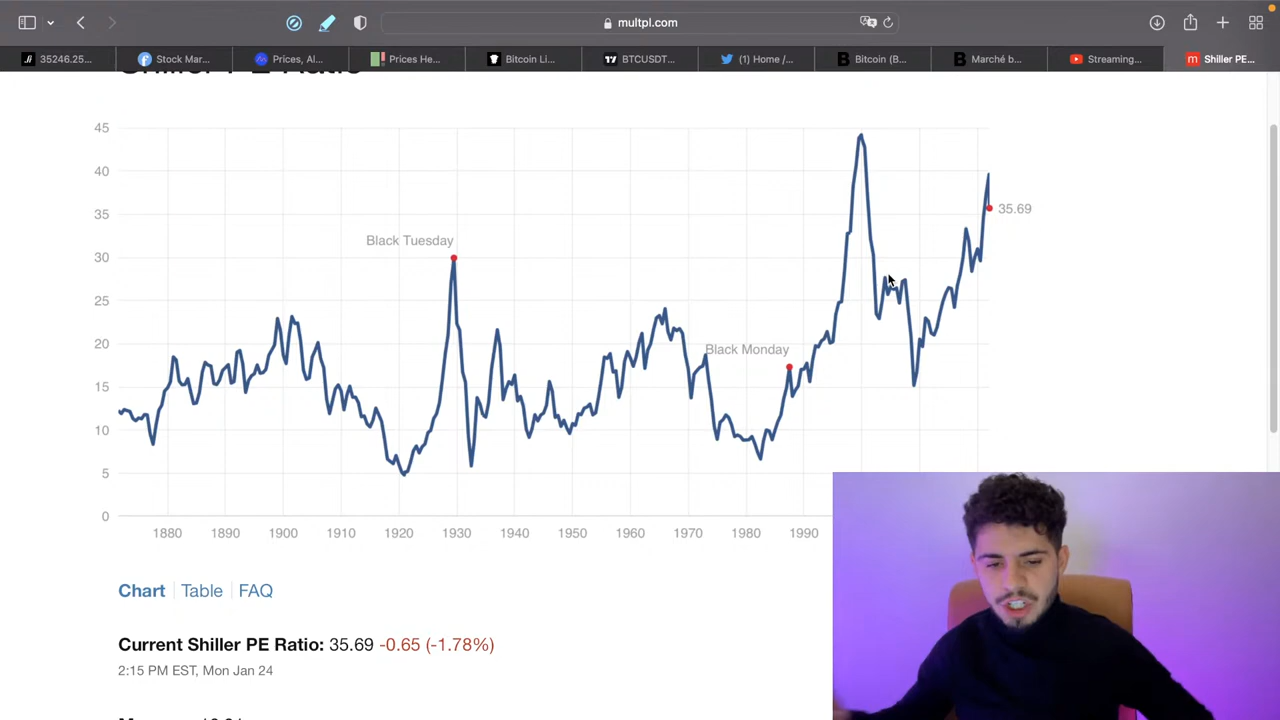 multpl.com
35246.25...
Stock Mar...
Prices, Al...
Prices He...
Bitcoin Li...
BTCUSDT...
(1) Home /...
Bitcoin (B...
Marché b...
Streaming...
Shiller PE...
Shiller PE Ratio
45
40
35
30
25
20
15
10
5
0
Black Tuesday
Black Monday
35.69
1880 1890 1900 1910 1920 1930 1940 1950 1960 1970 1980 1990
Chart Table FAQ
Current Shiller PE Ratio: 35.69 -0.65 (-1.78%)
2:15 PM EST, Mon Jan 24